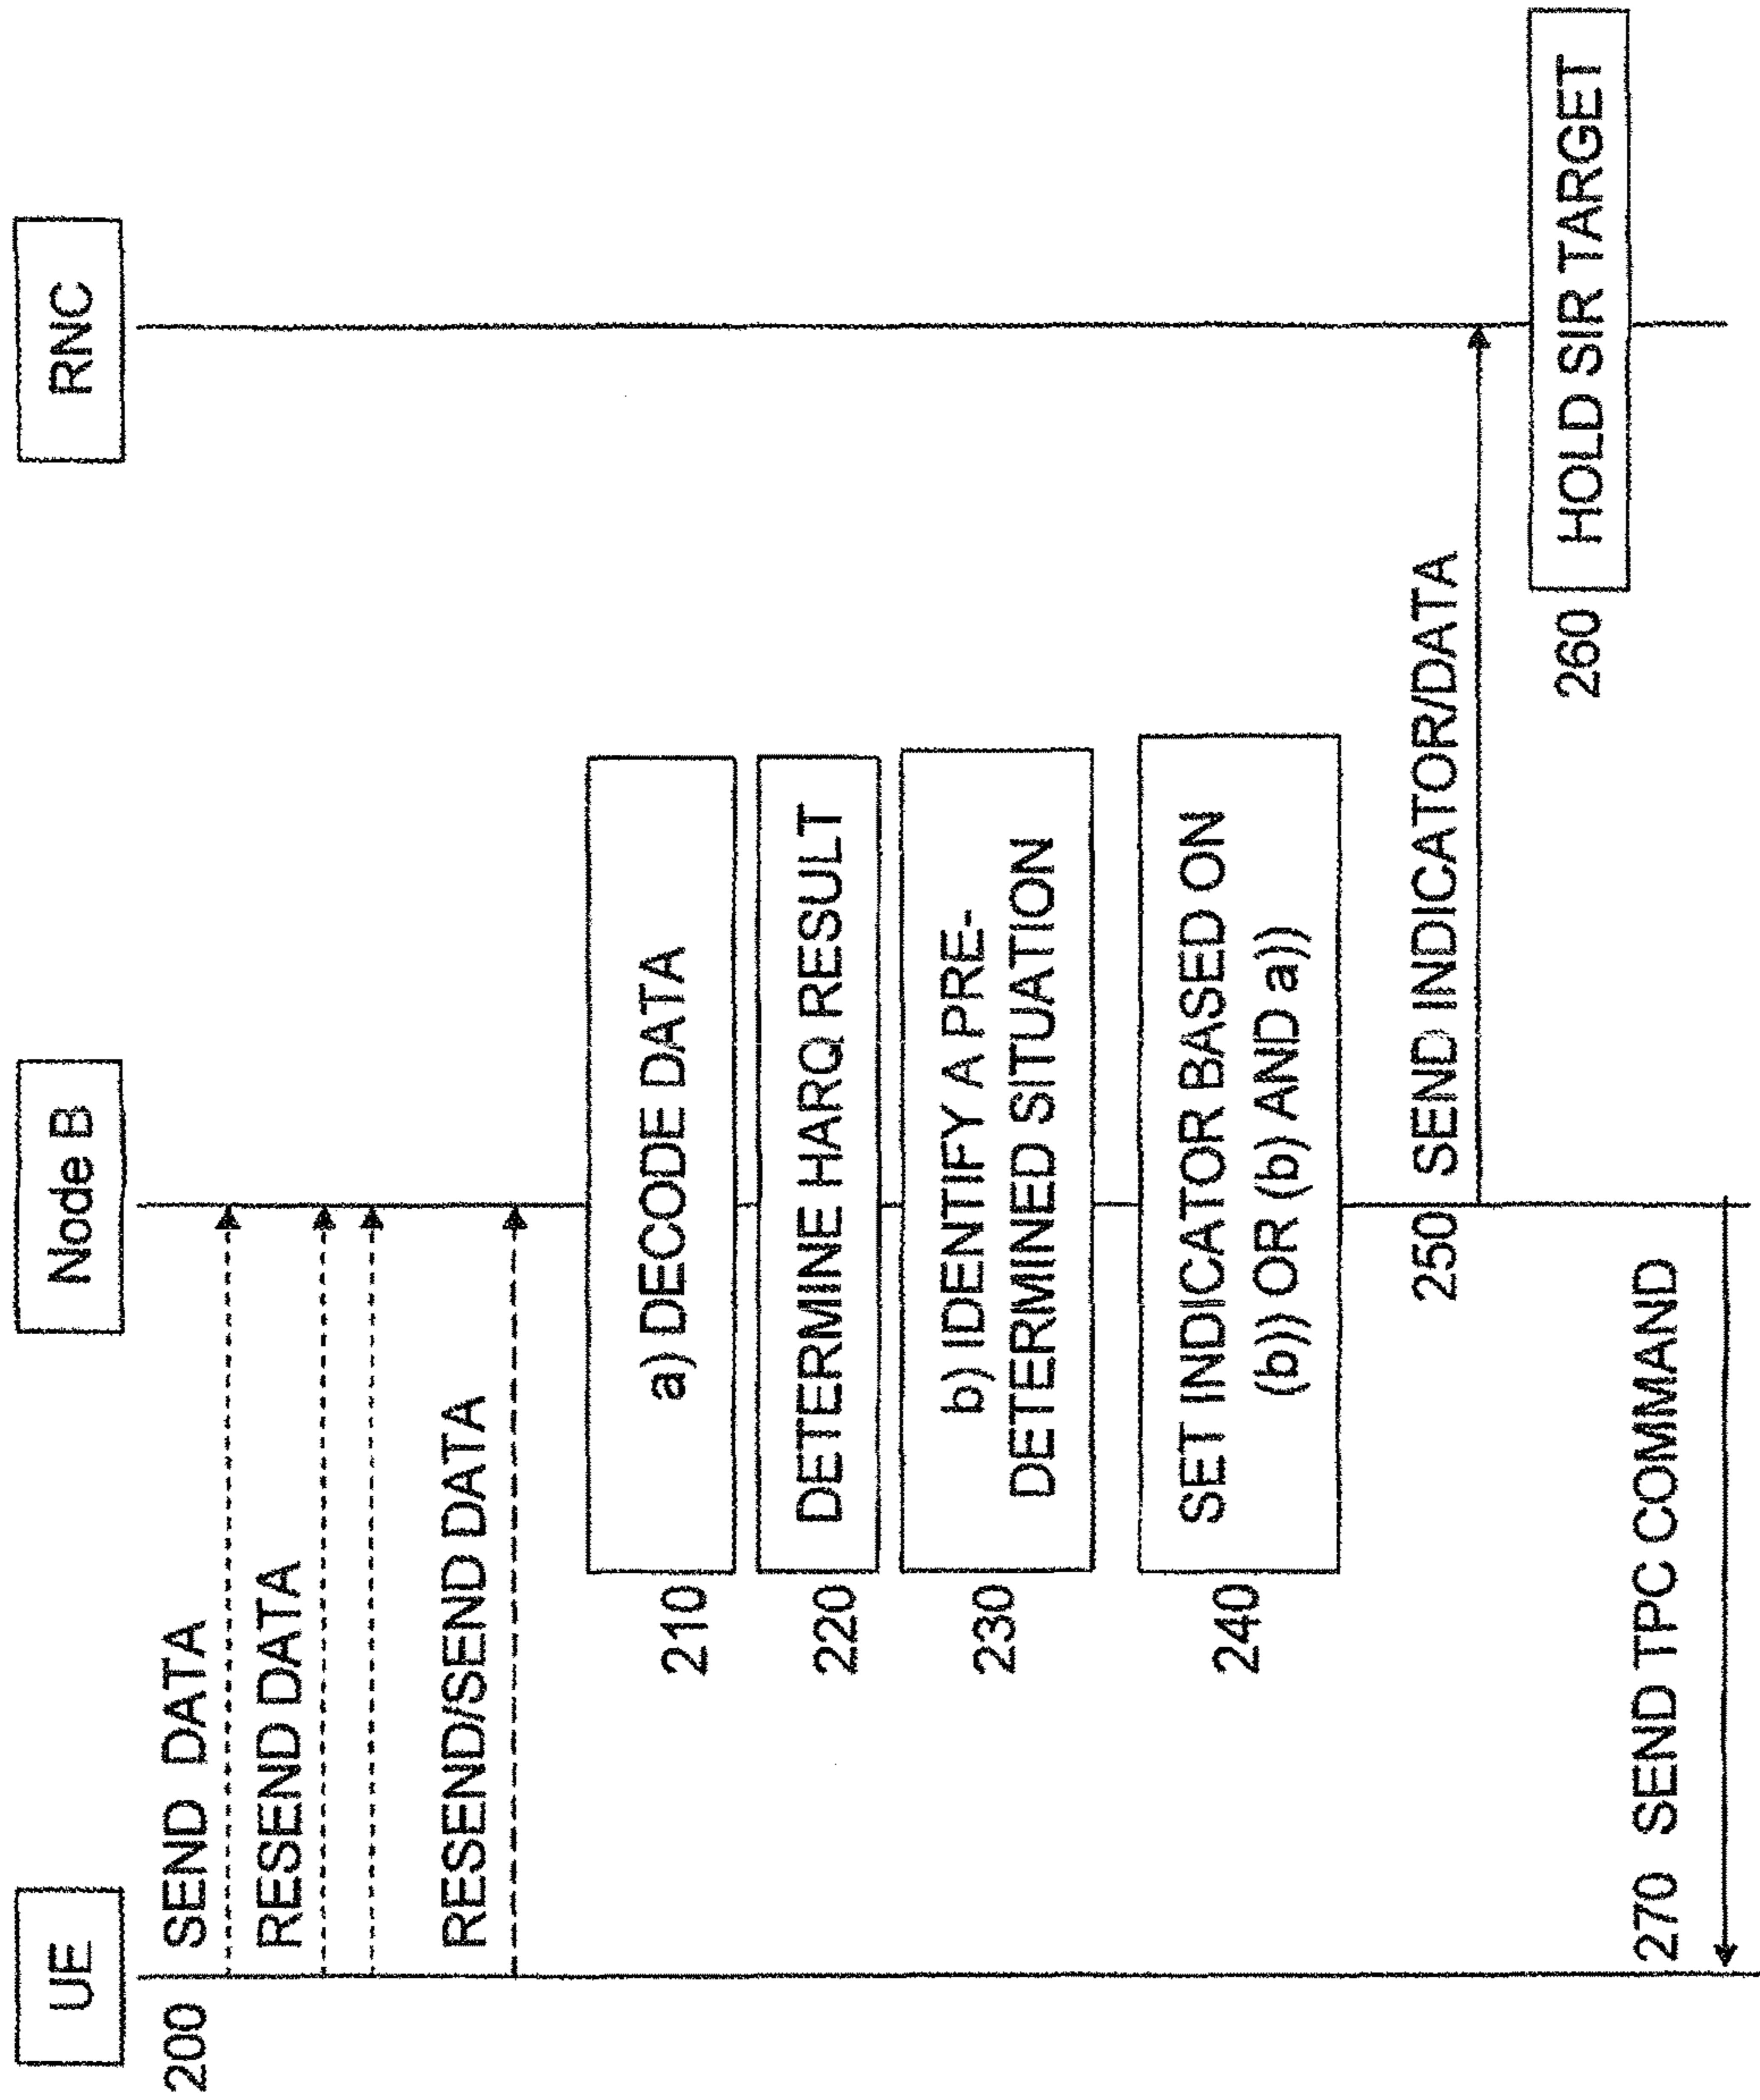 UE
Node B
RNC
200
SEND DATA
RESEND DATA
RESEND/SEND DATA
210
a) DECODE DATA
220
DETERMINE HARQ RESULT
230
b) IDENTIFY A PRE-
DETERMINED SITUATION
240
SET INDICATOR BASED ON
(b)) OR (b) AND a))
250 SEND INDICATOR/DATA
260
HOLD SIR TARGET
270 SEND TPC COMMAND